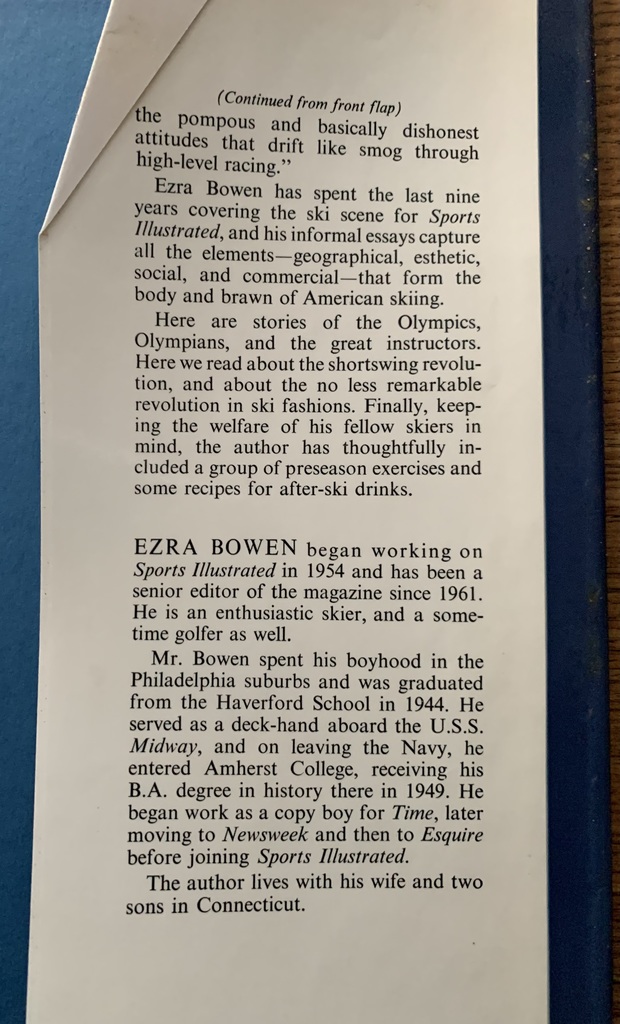 (Continued from front flap)
the pompous and basically dishonest
attitudes that drift like smog through
high-level racing.”
Ezra Bowen has spent the last nine
years covering the ski scene for Sports
Illustrated, and his informal essays capture
all the elements—geographical, esthetic,
social, and commercial—that form the
body and brawn of American skiing.
Here are stories of the Olympics,
Olympians, and the great instructors.
Here we read about the shortswing revolu-
tion, and about the no less remarkable
revolution in ski fashions. Finally, keep-
ing the welfare of his fellow skiers in
mind, the author has thoughtfully in-
cluded a group of preseason exercises and
some recipes for after-ski drinks.
EZRA BOWEN began working on
Sports Illustrated in 1954 and has been a
senior editor of the magazine since 1961.
He is an enthusiastic skier, and a some-
time golfer as well.
Mr. Bowen spent his boyhood in the
Philadelphia suburbs and was graduated
from the Haverford School in 1944. He
served as a deck-hand aboard the U.S.S.
Midway, and on leaving the Navy, he
entered Amherst College, receiving his
B.A. degree in history there in 1949. He
began work as a copy boy for Time, later
moving to Newsweek and then to Esquire
before joining Sports Illustrated.
The author lives with his wife and two
sons in Connecticut.